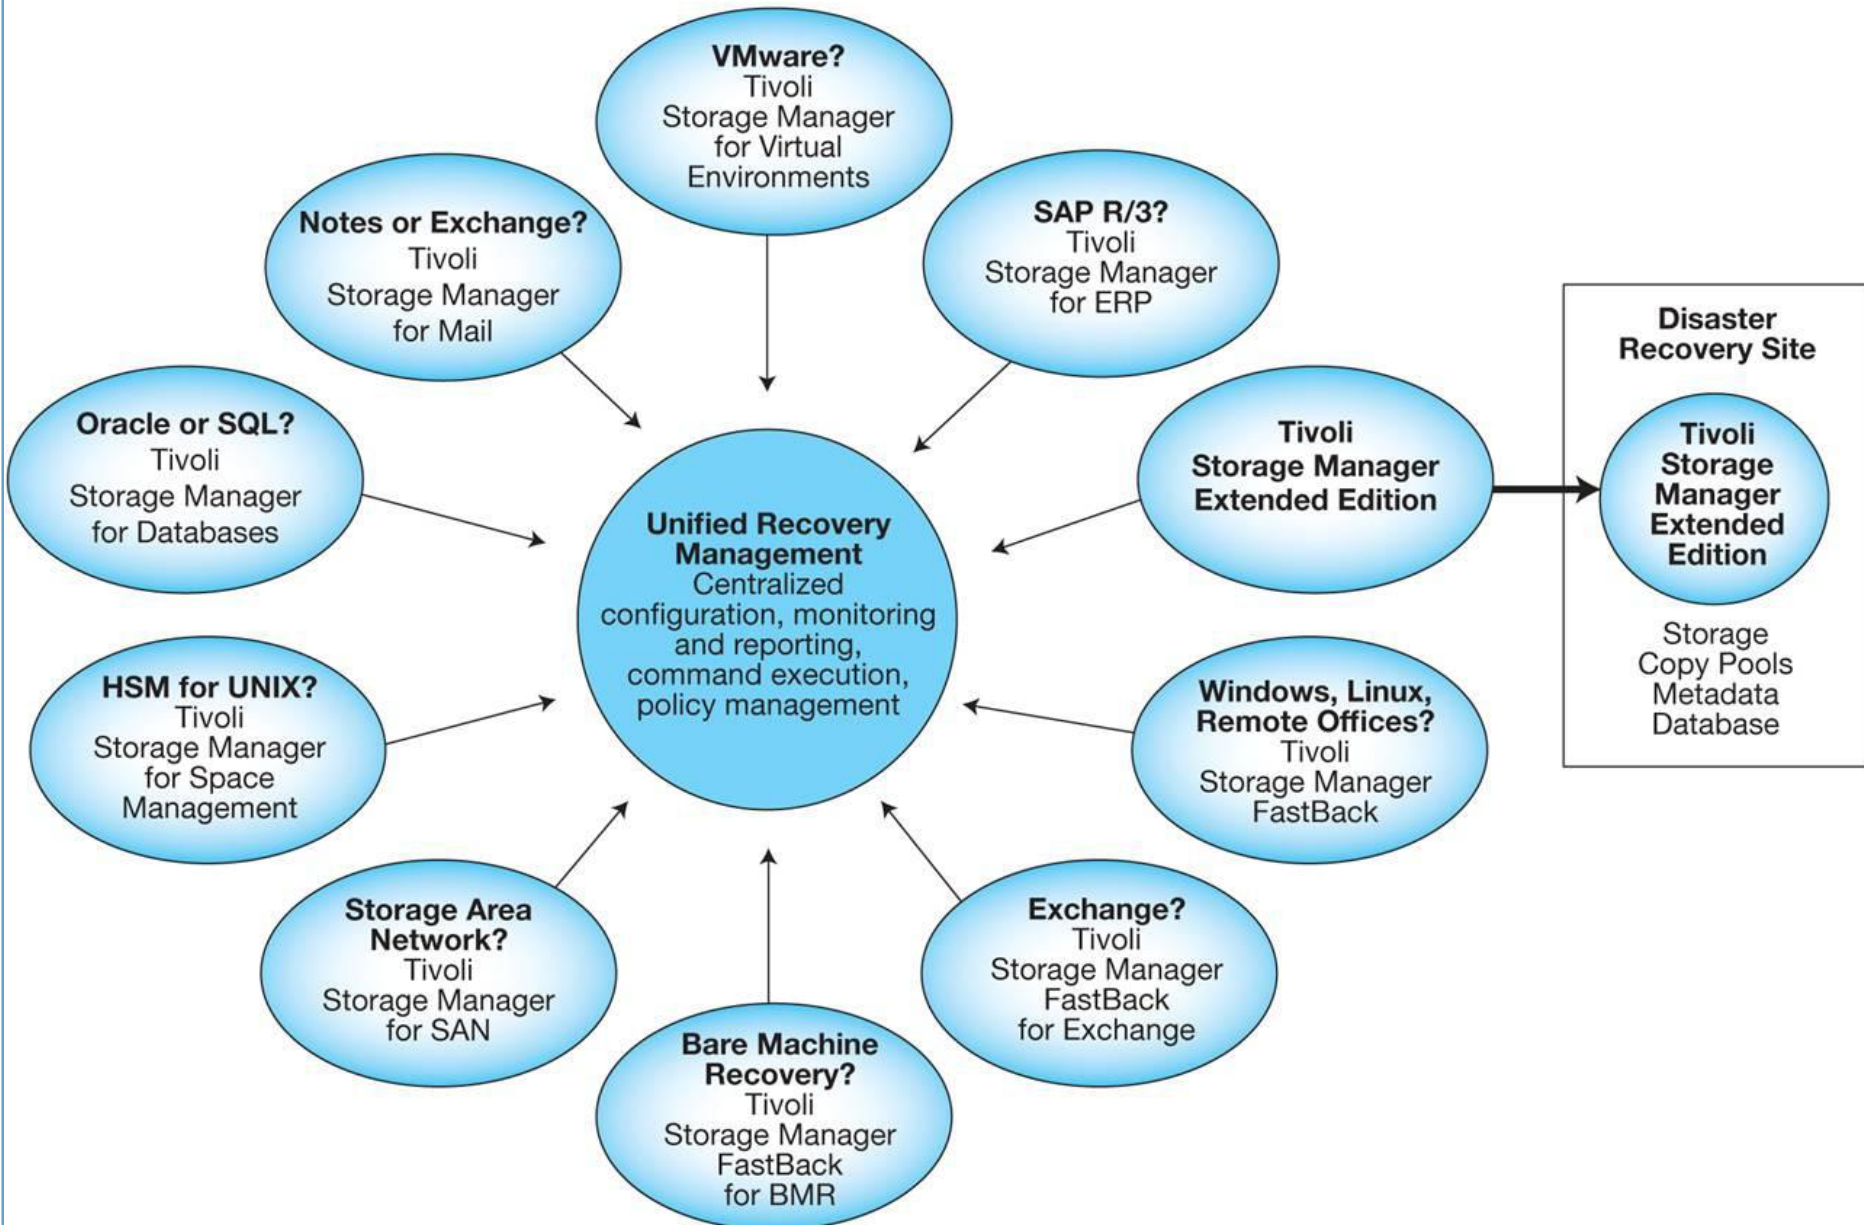 VMware?
Tivoli
Storage Manager
for Virtual
Environments
Notes or Exchange?
Tivoli
Storage Manager
for Mail
SAP R/3?
Tivoli
Storage Manager
for ERP
Oracle or SQL?
Tivoli
Storage Manager
for Databases
Tivoli
Storage Manager
Extended Edition
Disaster
Recovery Site
Tivoli
Storage
Manager
Extended
Edition
Storage
Copy Pools
Metadata
Database
Unified Recovery
Management
Centralized
configuration, monitoring
and reporting,
command execution,
policy management
HSM for UNIX?
Tivoli
Storage Manager
for Space
Management
Windows, Linux,
Remote Offices?
Tivoli
Storage Manager
FastBack
Storage Area
Network?
Tivoli
Storage Manager
for SAN
Exchange?
Tivoli
Storage Manager
FastBack
for Exchange
Bare Machine
Recovery?
Tivoli
Storage Manager
FastBack
for BMR